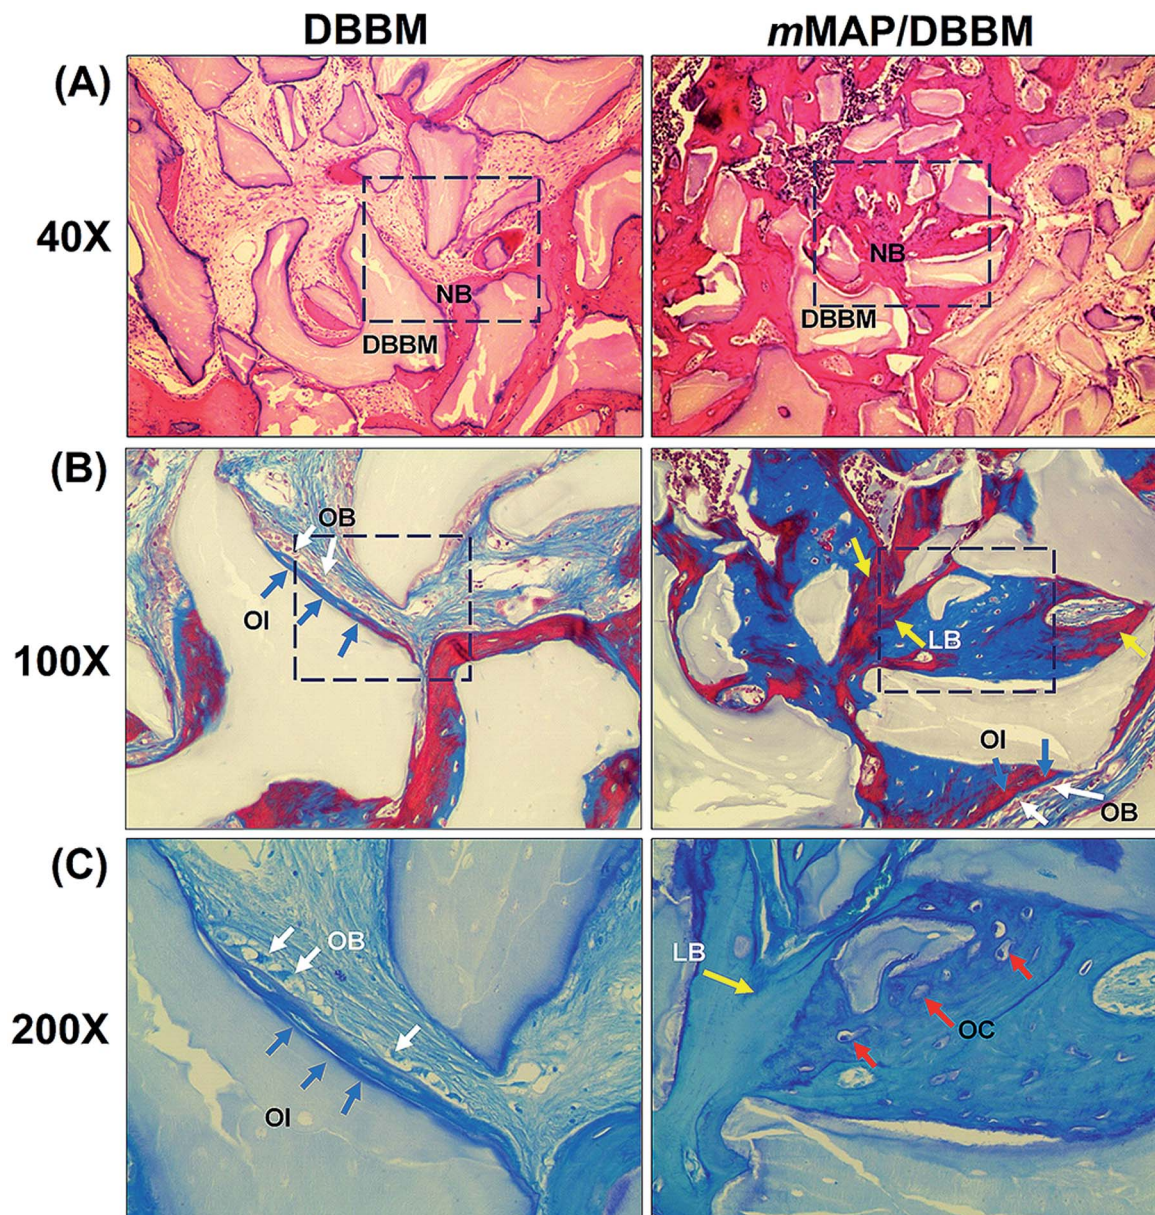 DBBM
mMAP/DBBM
(A)
40X
NB
DBBM
NB
DBBM
(B)
100X
OB
OI
LB
OI
OB
(C)
200X
OB
OI
LB
OC